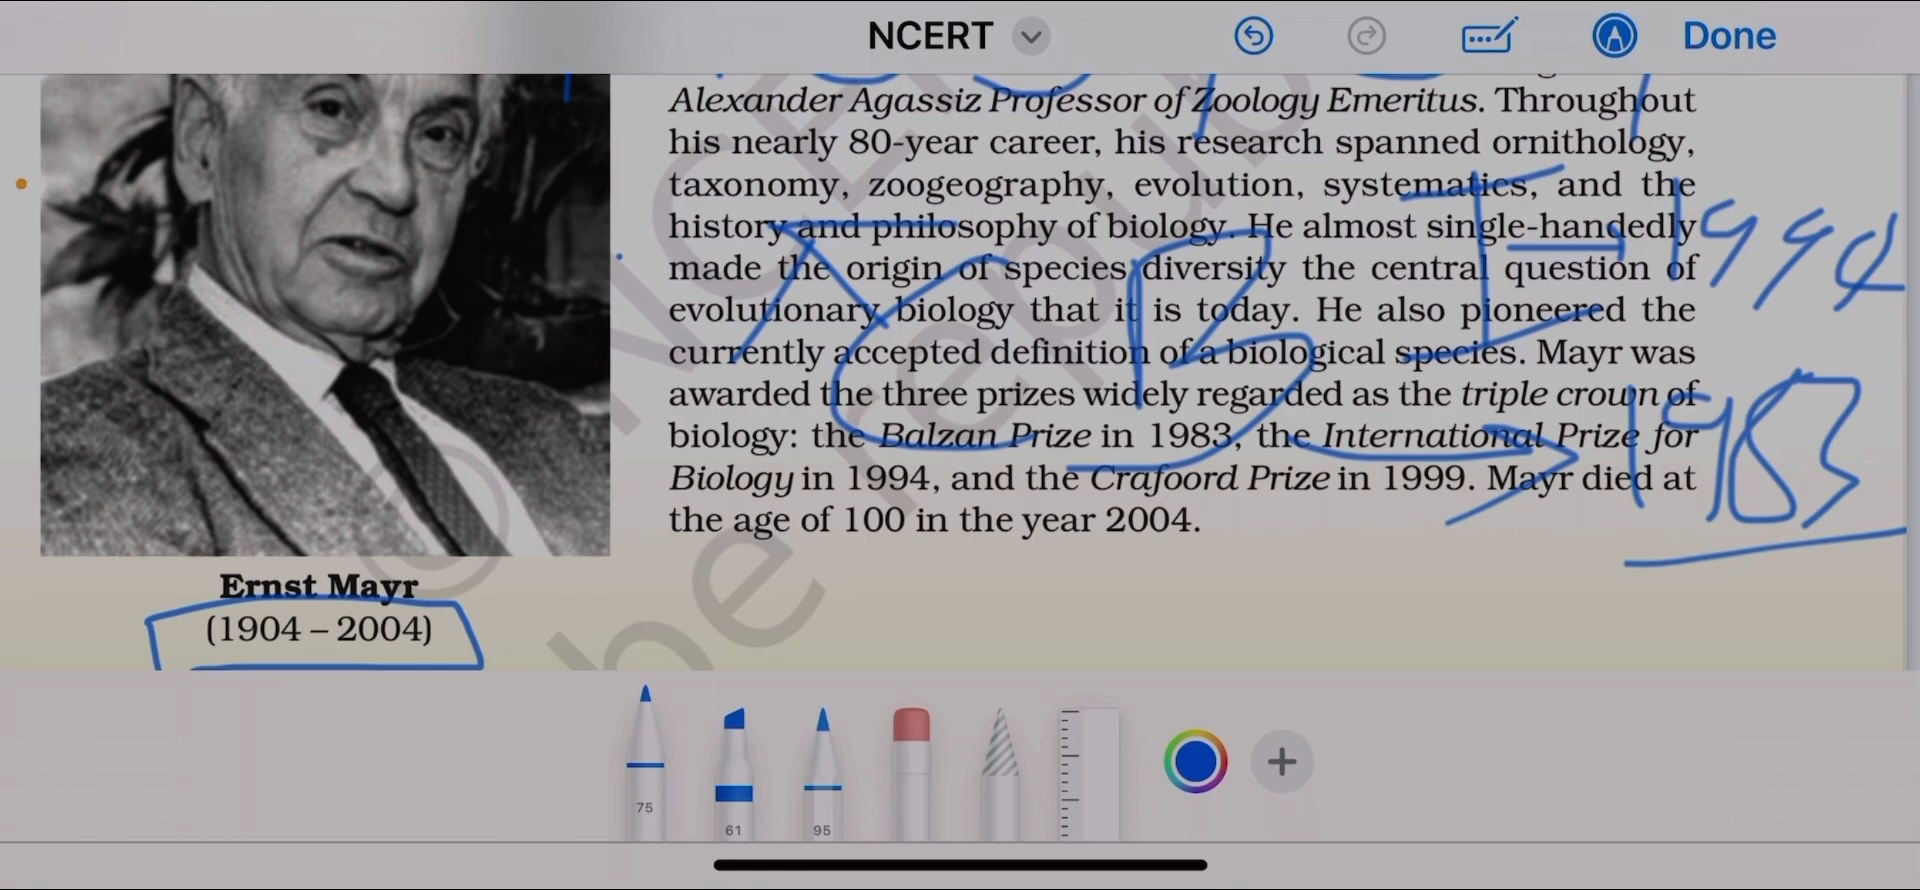 NCERT
Done
Alexander Agassiz Professor of Zoology Emeritus. Throughout
his nearly 80-year career, his research spanned ornithology,
taxonomy, zoogeography, evolution, systematics, and the
history and philosophy of biology. He almost single-handedly
made the origin of species diversity the central question of
evolutionary biology that it is today. He also pioneered the
currently accepted definition of a biological species. Mayr was
awarded the three prizes widely regarded as the triple crown of
biology: the Balzan Prize in 1983, the International Prize for
Biology in 1994, and the Crafoord Prize in 1999. Mayr died at
the age of 100 in the year 2004.
I → 1994
B → 1983
Ernst Mayr
(1904 – 2004)
75
61
95